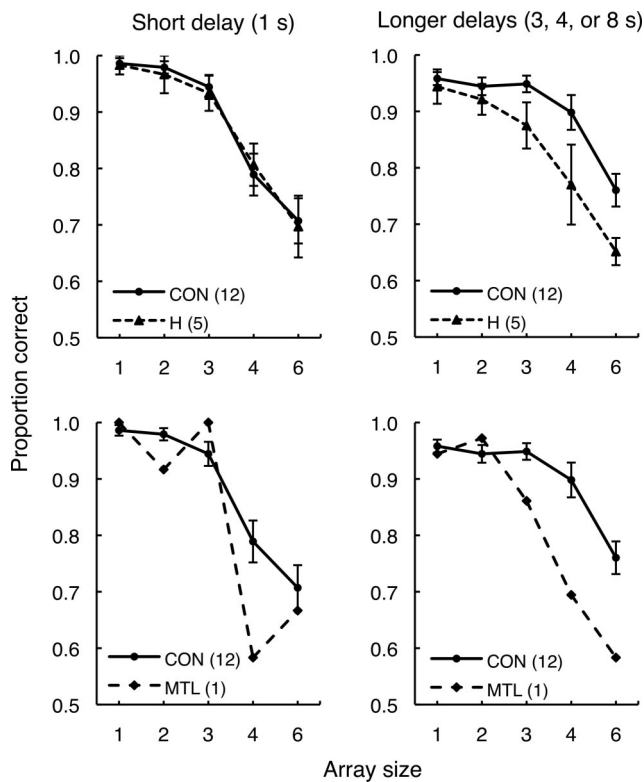 Short delay (1 s)
Longer delays (3, 4, or 8 s)
Proportion correct
1.0
0.9
0.8
0.7
0.6
0.5
CON (12)
H (5)
1 2 3 4 6
1.0
0.9
0.8
0.7
0.6
0.5
CON (12)
H (5)
1 2 3 4 6
1.0
0.9
0.8
0.7
0.6
0.5
CON (12)
MTL (1)
1 2 3 4 6
1.0
0.9
0.8
0.7
0.6
0.5
CON (12)
MTL (1)
1 2 3 4 6
Array size